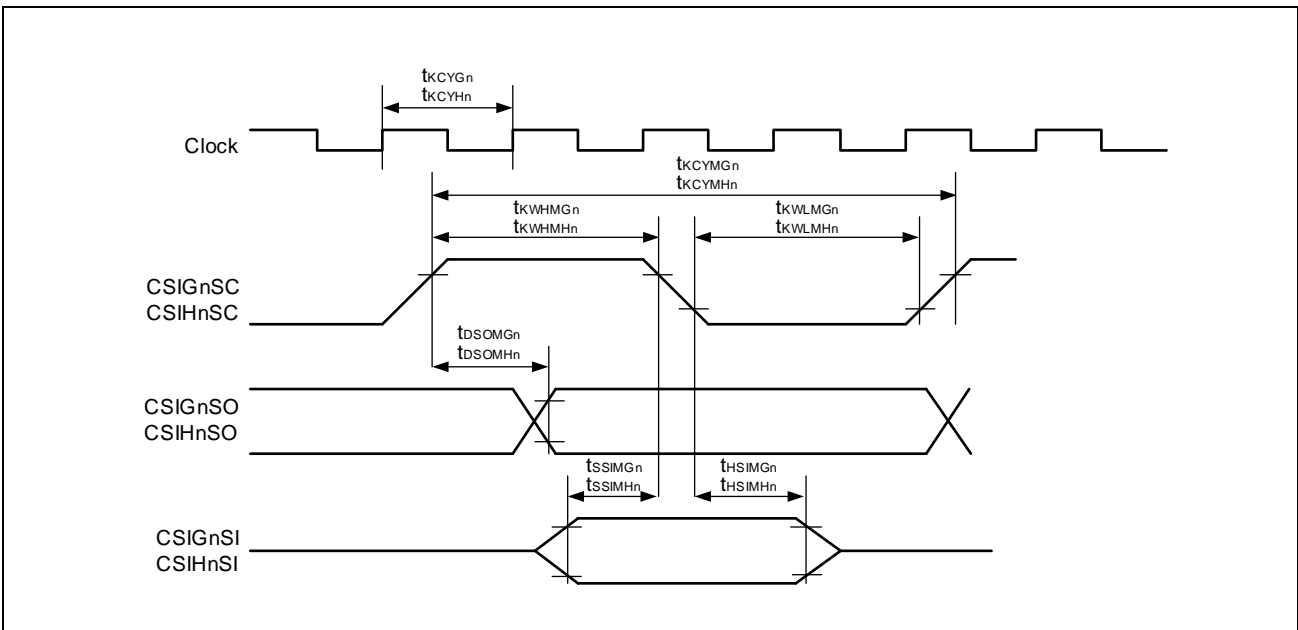 tKCYGn
tKCYHn
Clock
tKCYMGn
tKCYMHn
tKWHMGn
tKWHMHn
tKWLMGn
tKWLMHn
CSIGnSC
CSIHnSC
tDSOMGn
tDSOMHn
CSIGnSO
CSIHnSO
tSSIMGn
tSSIMHn
tHSIMGn
tHSIMHn
CSIGnSI
CSIHnSI